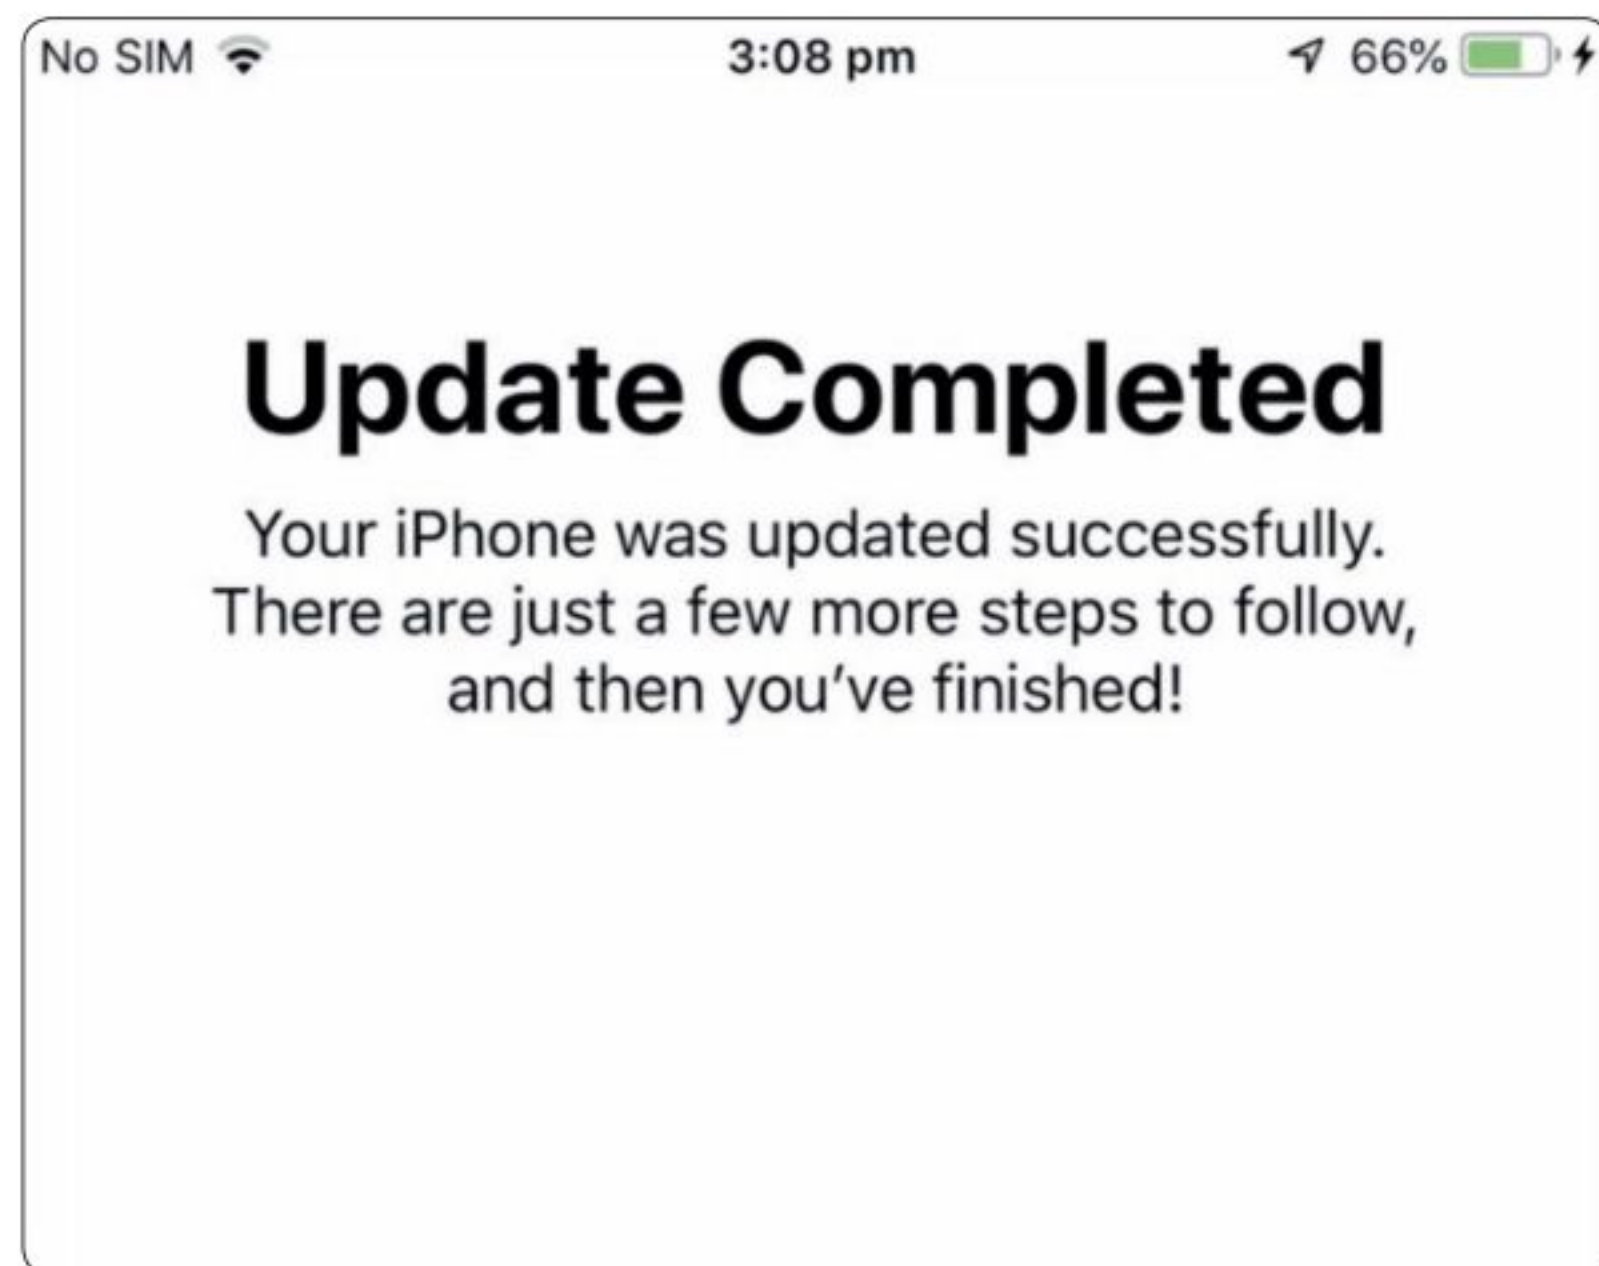 No SIM 3:08 pm 66%
Update Completed
Your iPhone was updated successfully.
There are just a few more steps to follow,
and then you’ve finished!